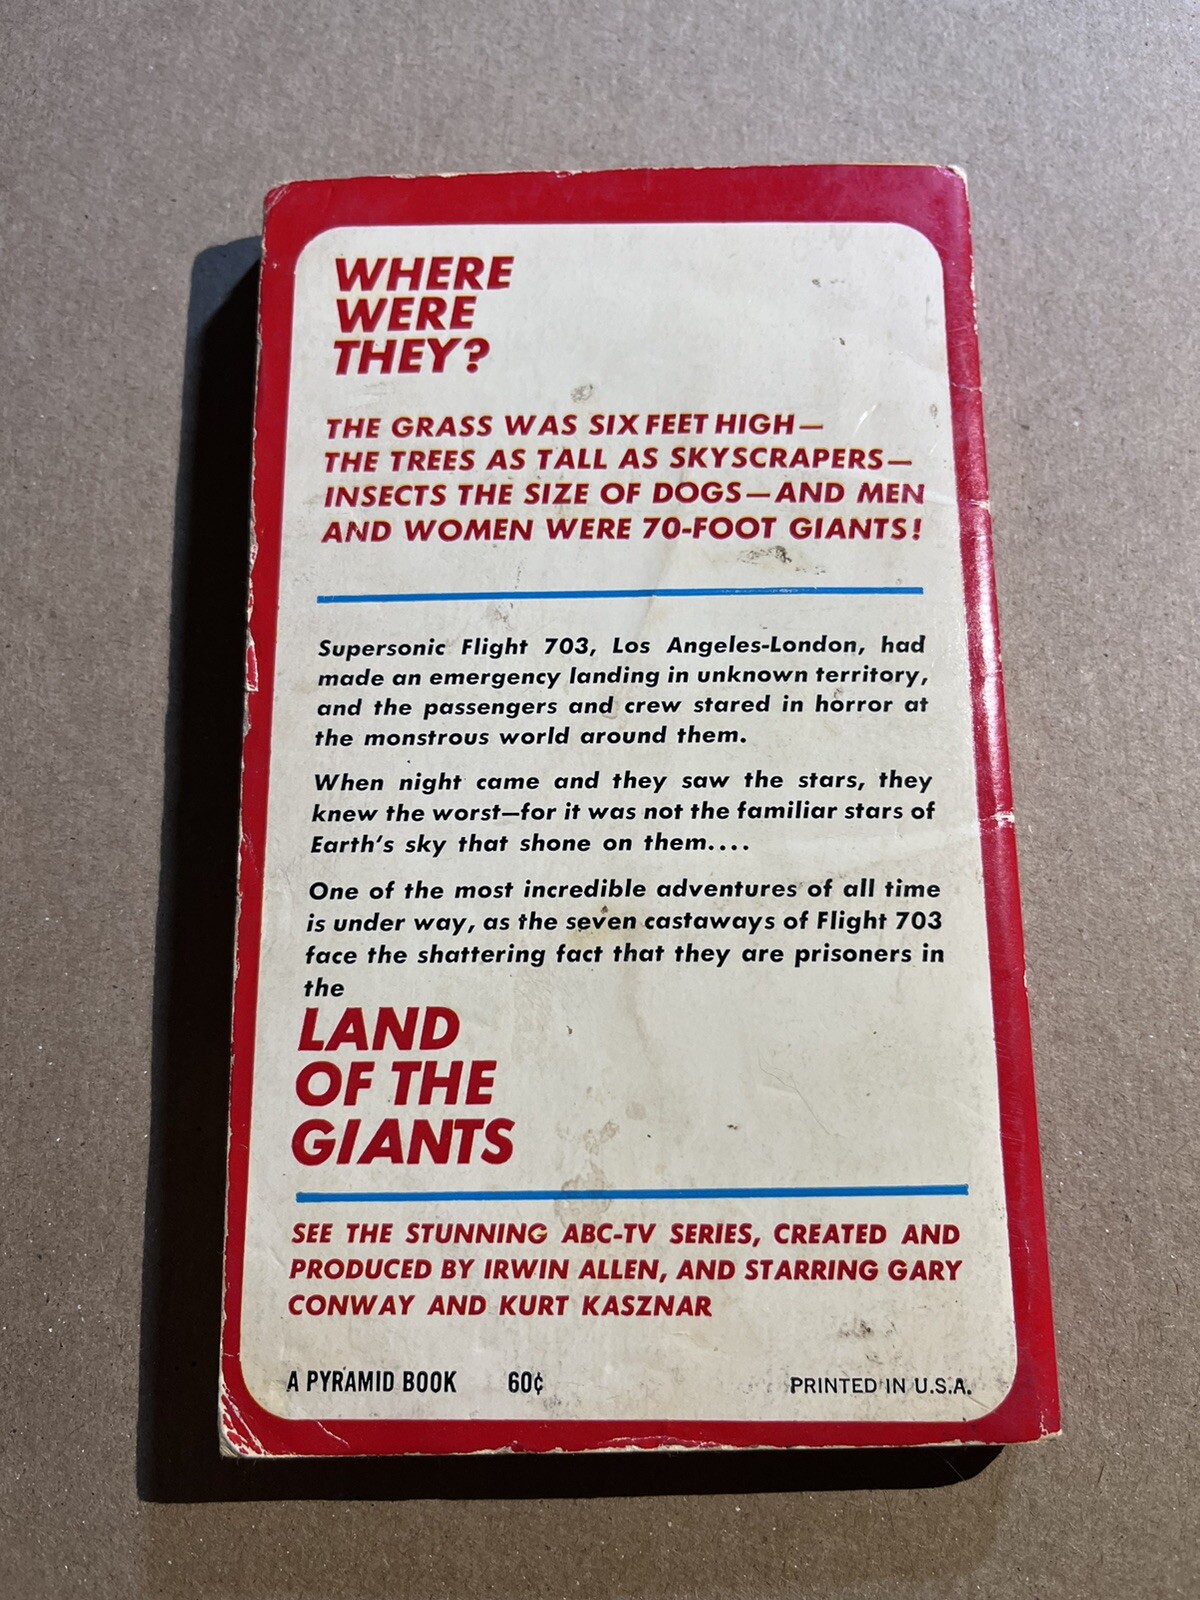 WHERE
WERE
THEY?
THE GRASS WAS SIX FEET HIGH—
THE TREES AS TALL AS SKYSCRAPERS—
INSECTS THE SIZE OF DOGS—AND MEN
AND WOMEN WERE 70-FOOT GIANTS!
Supersonic Flight 703, Los Angeles-London, had
made an emergency landing in unknown territory,
and the passengers and crew stared in horror at
the monstrous world around them.
When night came and they saw the stars, they
knew the worst—for it was not the familiar stars of
Earth's sky that shone on them....
One of the most incredible adventures of all time
is under way, as the seven castaways of Flight 703
face the shattering fact that they are prisoners in
the
LAND
OF THE
GIANTS
SEE THE STUNNING ABC-TV SERIES, CREATED AND
PRODUCED BY IRWIN ALLEN, AND STARRING GARY
CONWAY AND KURT KASZNAR
A PYRAMID BOOK 60¢ PRINTED IN U.S.A.